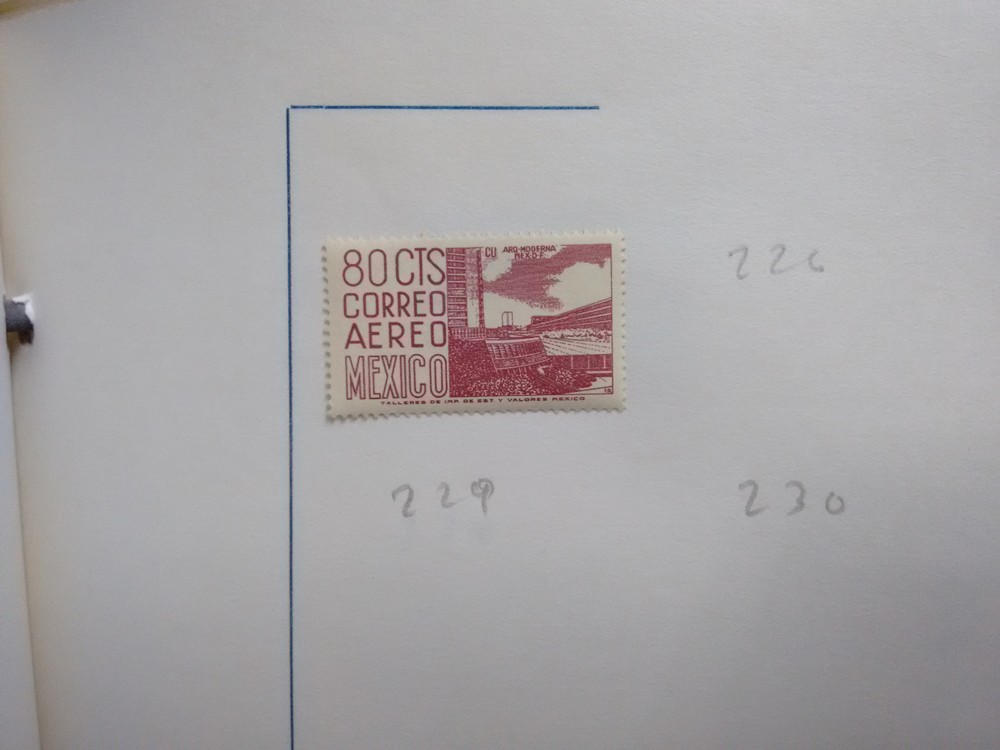 80 CTS
CORREO
AEREO
MEXICO
CU ARQ-MODERNA
MEX-D-F
TALLERES DE IMP DE EST Y VALORES MEXICO
226
229
230